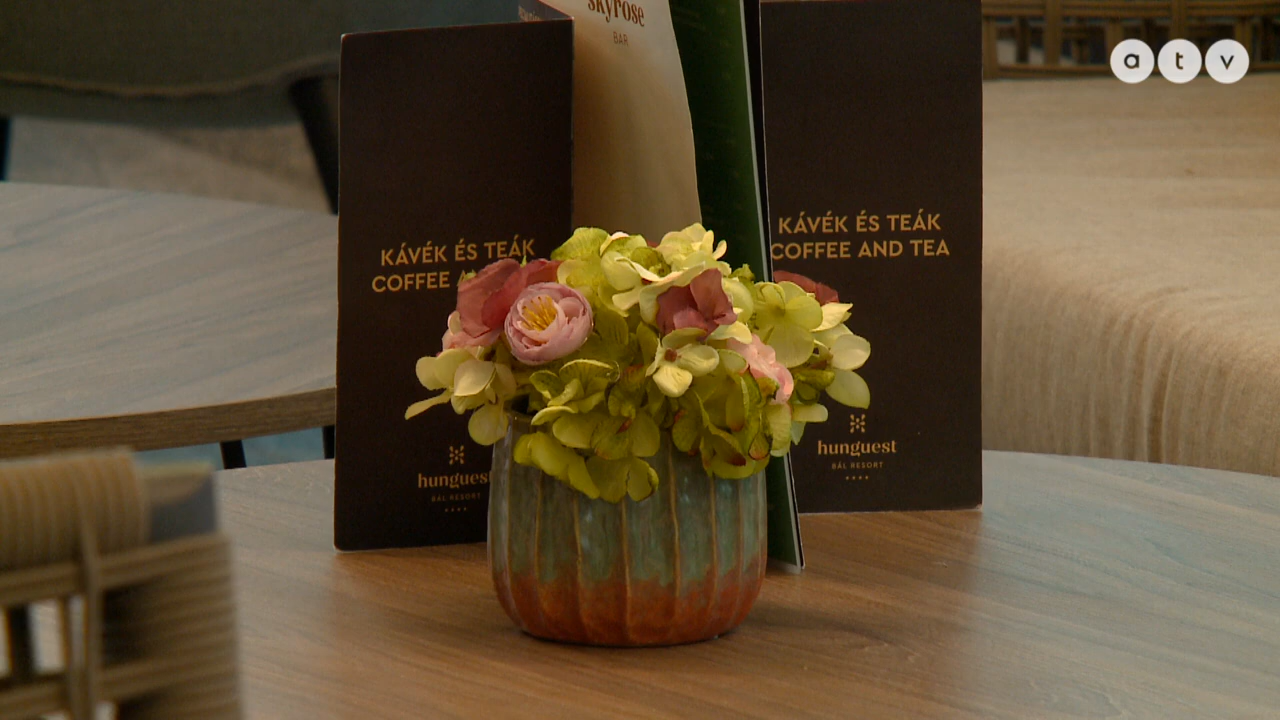 skyrose
BAR
KÁVÉK ÉS TEÁK
COFFEE
hunguest
BÁL RESORT
KÁVÉK ÉS TEÁK
COFFEE AND TEA
hunguest
BÁL RESORT
atv